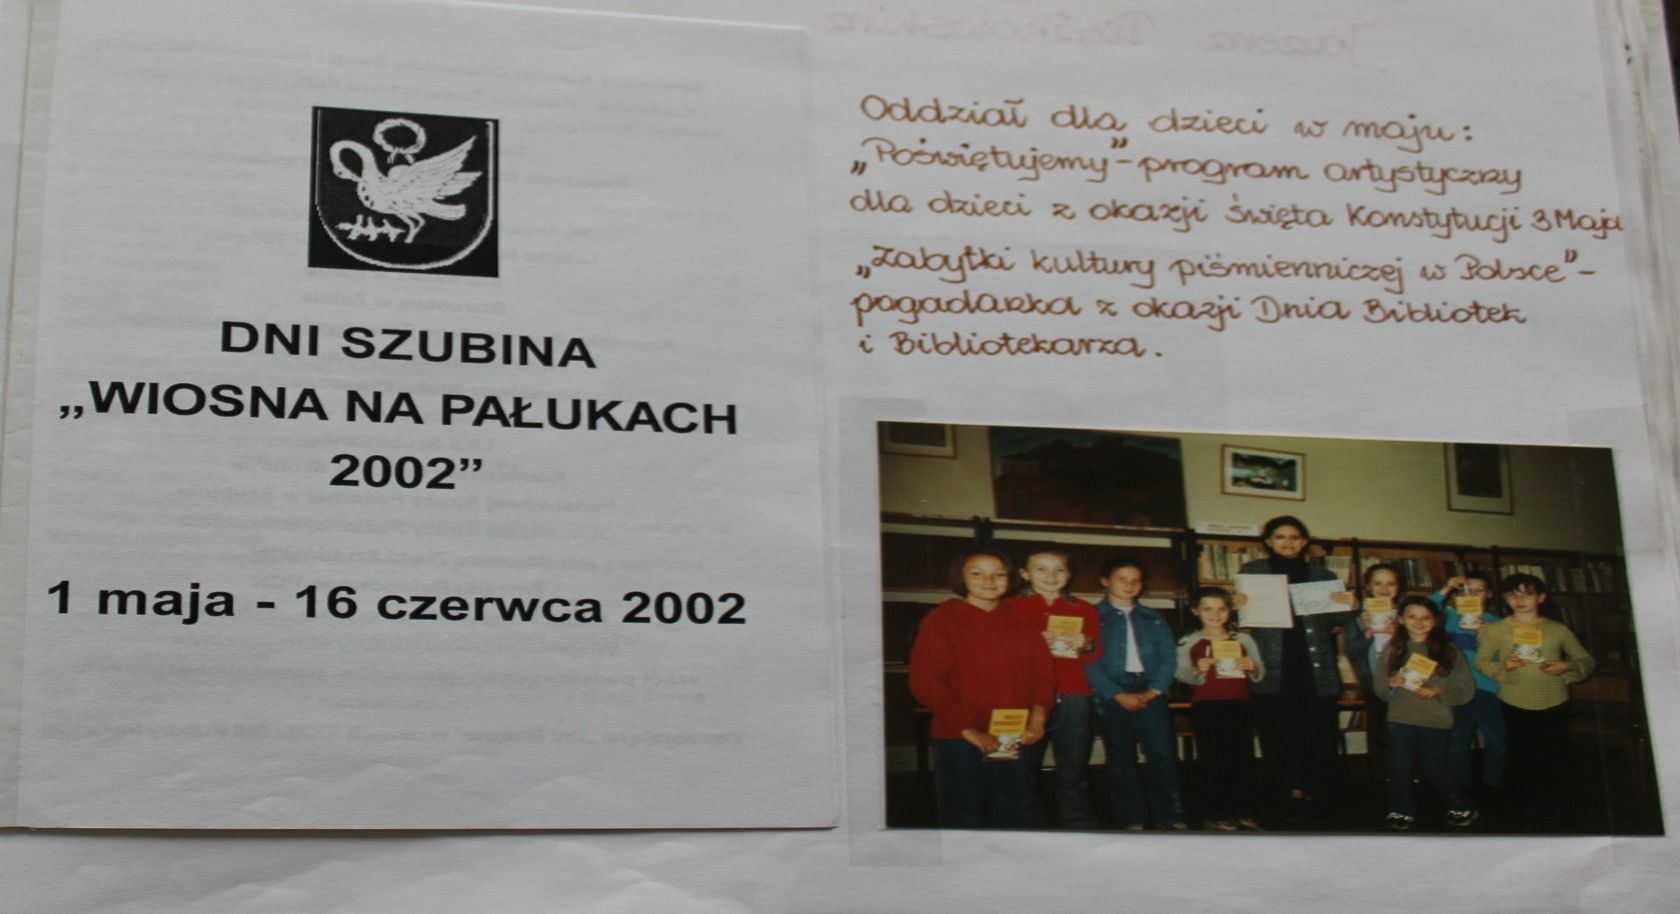 DNI SZUBINA
„WIOSNA NA PAŁUKACH
2002”
1 maja - 16 czerwca 2002
Oddział dla dzieci w maju:
„Poświętujemy”- program artystyczny
dla dzieci z okazji święta Konstytucji 3 Maja
„Zabytki kultury piśmienniczej w Polsce”-
pogadanka z okazji Dnia Bibliotek
i Bibliotekarza.